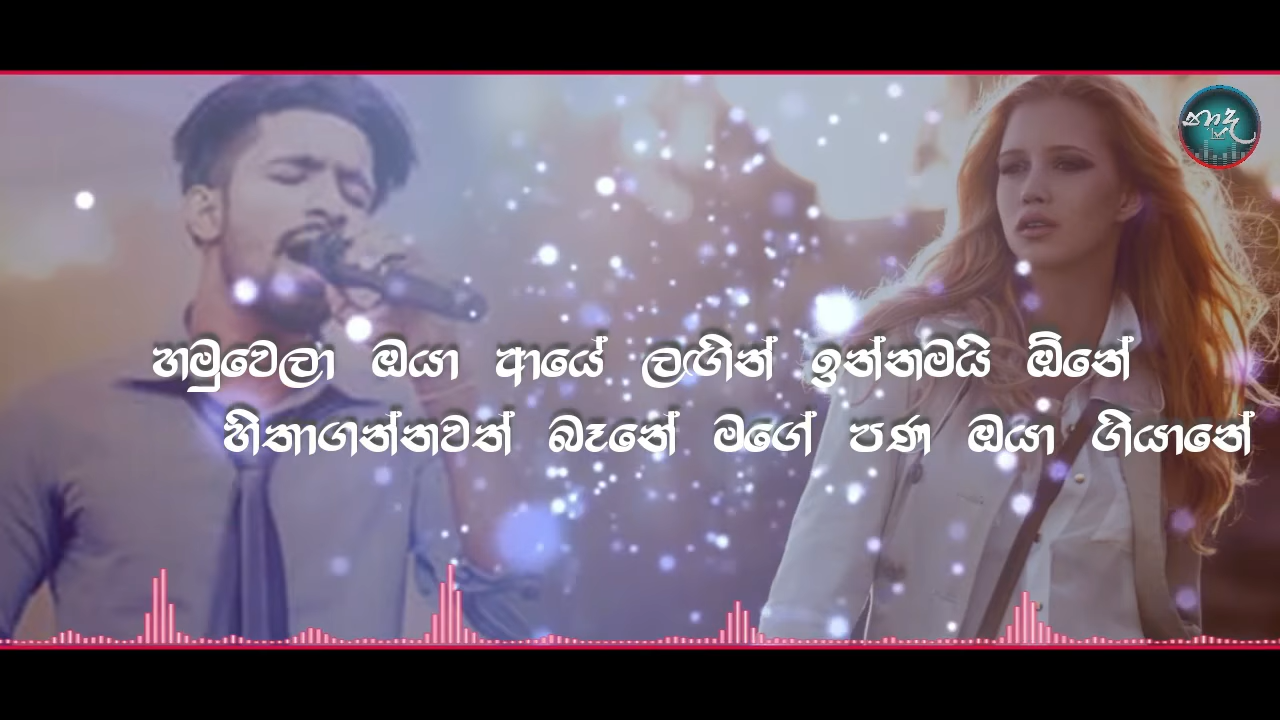 නාද
හමුවෙලා ඔයා ආයේ ලඟින් ඉන්නමයි ඕනේ
හිතාගන්නවත් බෑනේ මගේ පණ ඔයා ගියානේ